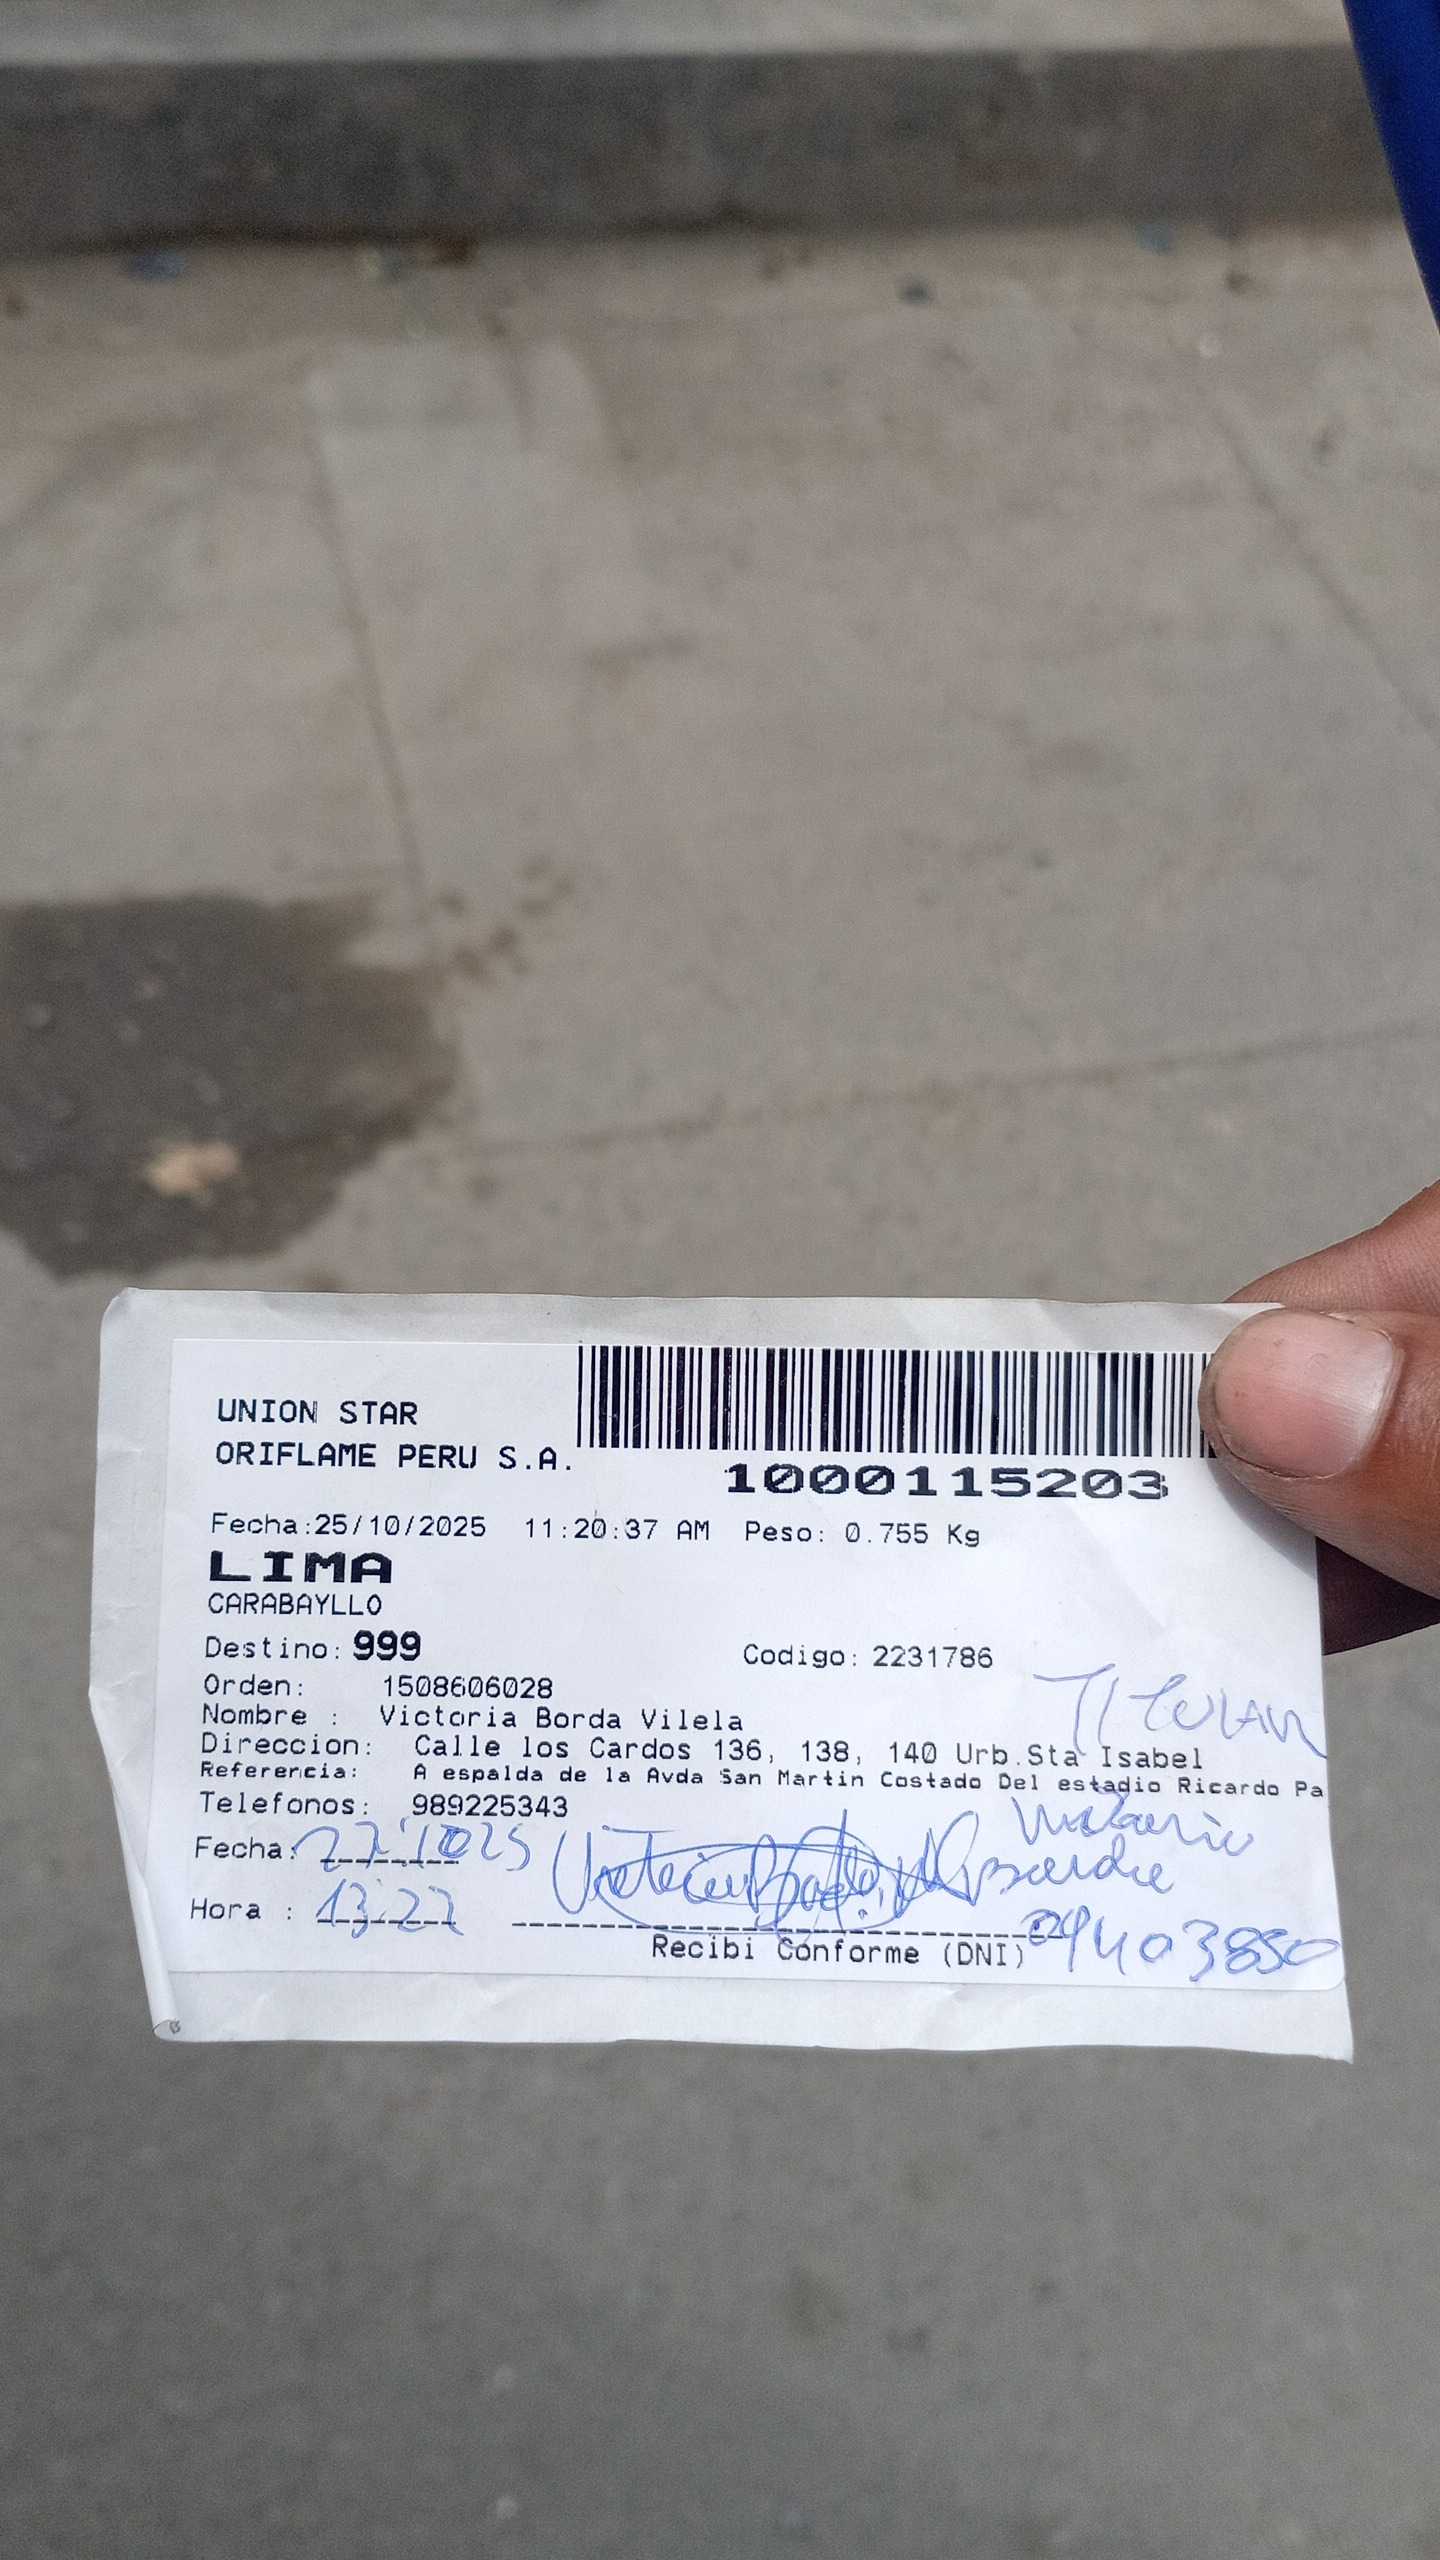 UNION STAR
ORIFLAME PERU S.A.
1000115203
Fecha:25/10/2025 11:20:37 AM Peso: 0.755 Kg
LIMA
CARABAYLLO
Destino: 999 Codigo: 2231786
TITULAR
Orden: 1508606028
Nombre : Victoria Borda Vilela
Direccion: Calle los Cardos 136, 138, 140 Urb.Sta Isabel
Referencia: A espalda de la Avda San Martin Costado Del estadio Ricardo Pa
Telefonos: 989225343
Fecha: 27 10 25
Hora : 13:27
Recibi Conforme (DNI) 09403850